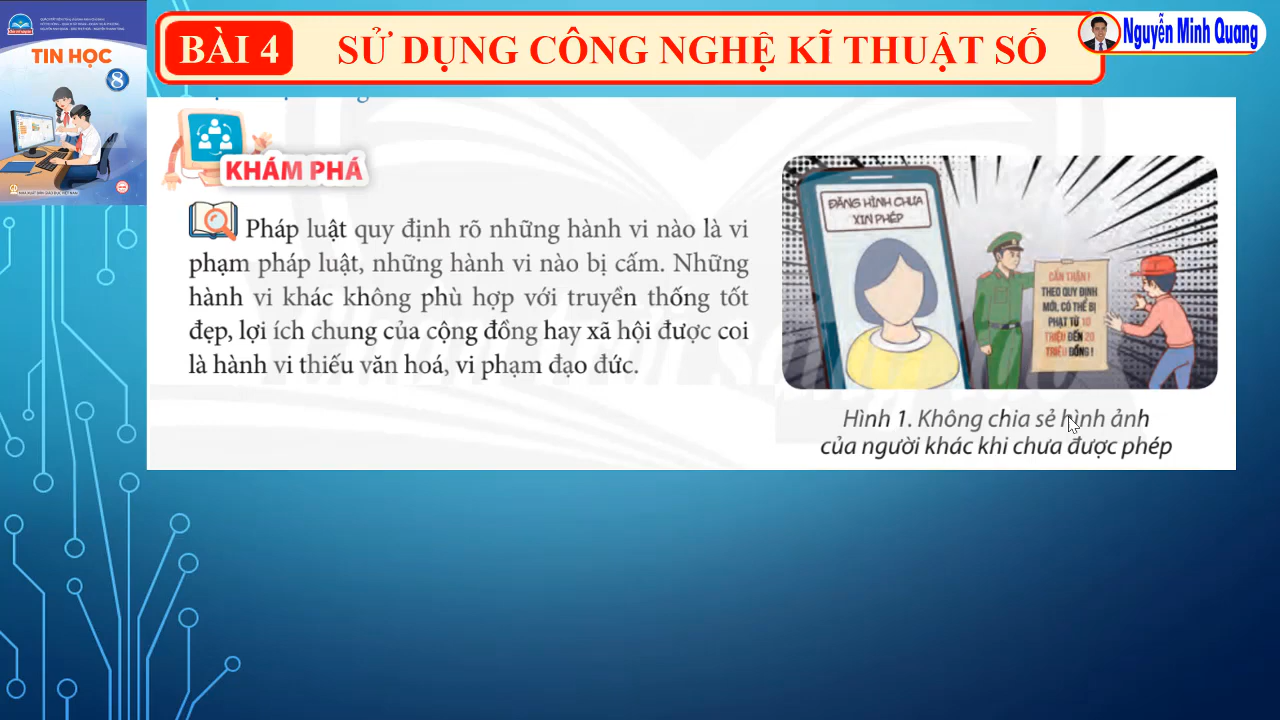 TIN HỌC
8
BÀI 4
SỬ DỤNG CÔNG NGHỆ KĨ THUẬT SỐ
Nguyễn Minh Quang
KHÁM PHÁ
Pháp luật quy định rõ những hành vi nào là vi
phạm pháp luật, những hành vi nào bị cấm. Những
hành vi khác không phù hợp với truyền thống tốt
đẹp, lợi ích chung của cộng đồng hay xã hội được coi
là hành vi thiếu văn hoá, vi phạm đạo đức.
ĐĂNG HÌNH CHƯA
XIN PHÉP
CẨN THẬN!
THEO QUY ĐỊNH
MỚI, CÓ THỂ BỊ
PHẠT TỪ 10
TRIỆU ĐẾN 20
TRIỆU ĐỒNG!
Hình 1. Không chia sẻ hình ảnh
của người khác khi chưa được phép